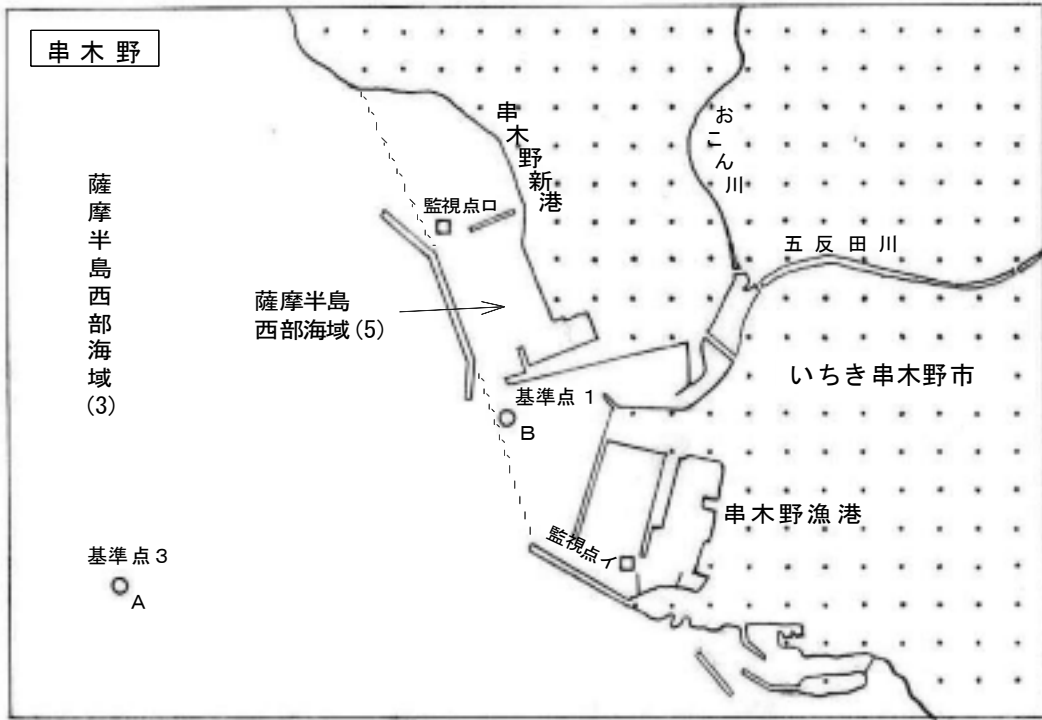 串木野
おこん川
串木野新港
薩摩半島西部海域(3)
監視点ロ
五反田川
薩摩半島
西部海域(5)
いちき串木野市
基準点1
B
串木野漁港
監視点イ
基準点3
A